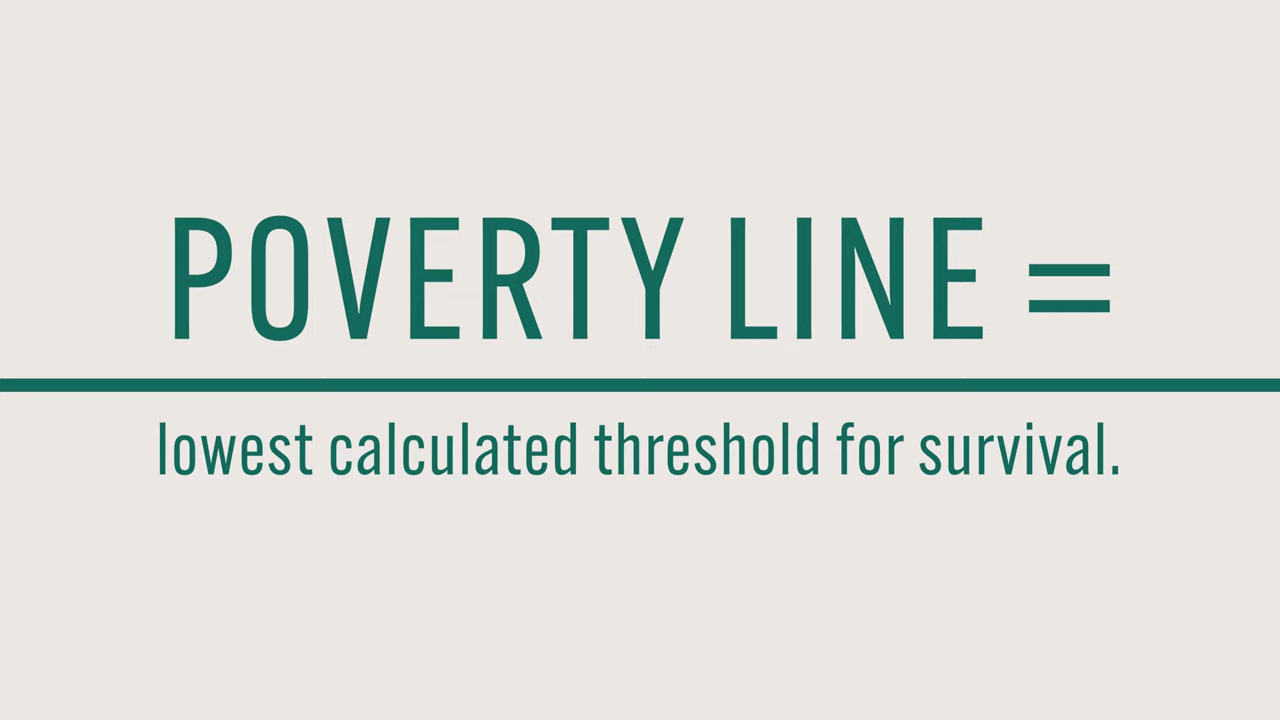 POVERTY LINE =
lowest calculated threshold for survival.